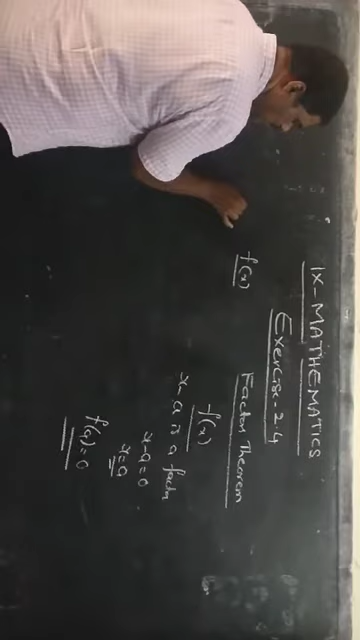 IX-MATHEMATICS
Exercise-2.4
Factor Theorem
f(x)
f(x)
x-a is a factor
x-a=0
x=a
f(a)=0